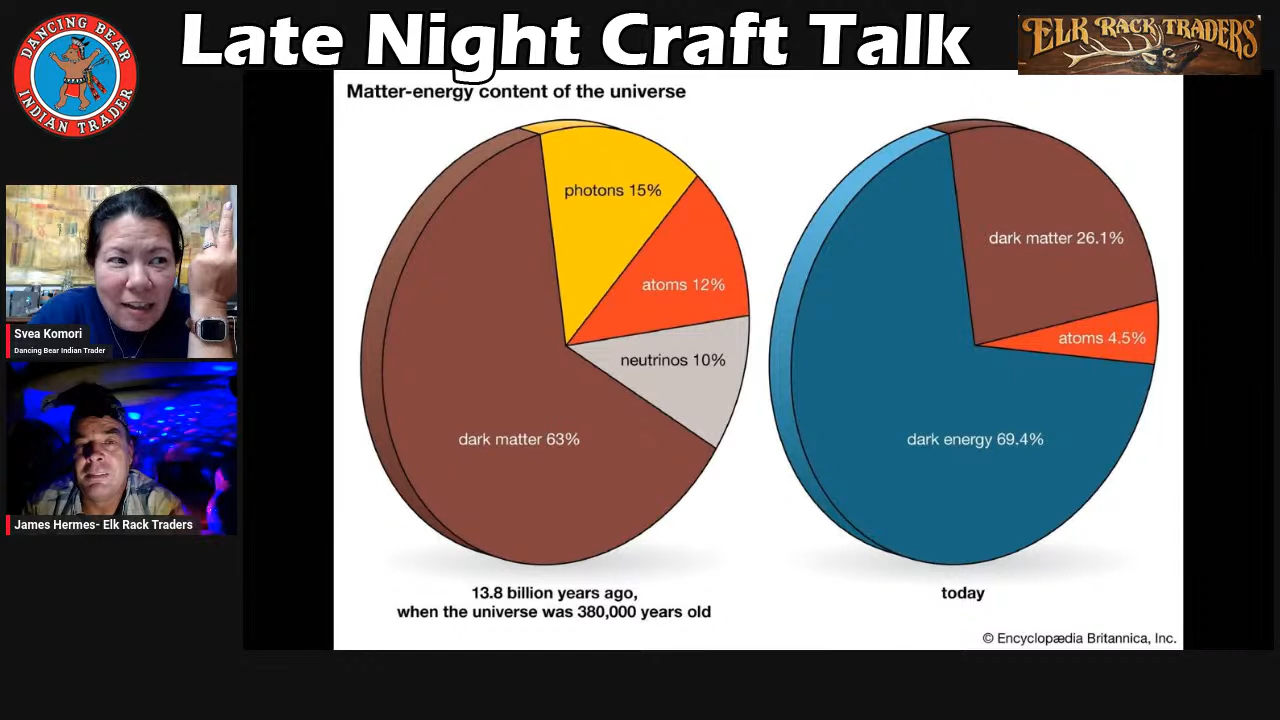 DANCING BEAR
INDIAN TRADER
Late Night Craft Talk
ELK RACK TRADERS
Matter-energy content of the universe
photons 15%
atoms 12%
neutrinos 10%
dark matter 63%
13.8 billion years ago,
when the universe was 380,000 years old
dark matter 26.1%
atoms 4.5%
dark energy 69.4%
today
© Encyclopædia Britannica, Inc.
Svea Komori
Dancing Bear Indian Trader
James Hermes- Elk Rack Traders